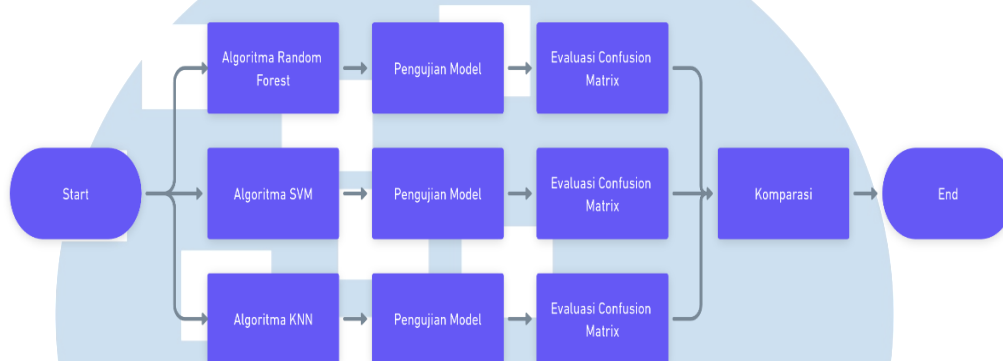 Algoritma Random
Forest
Pengujian Model
Evaluasi Confusion
Matrix
Start
Algoritma SVM
Pengujian Model
Evaluasi Confusion
Matrix
Komparasi
End
Algoritma KNN
Pengujian Model
Evaluasi Confusion
Matrix